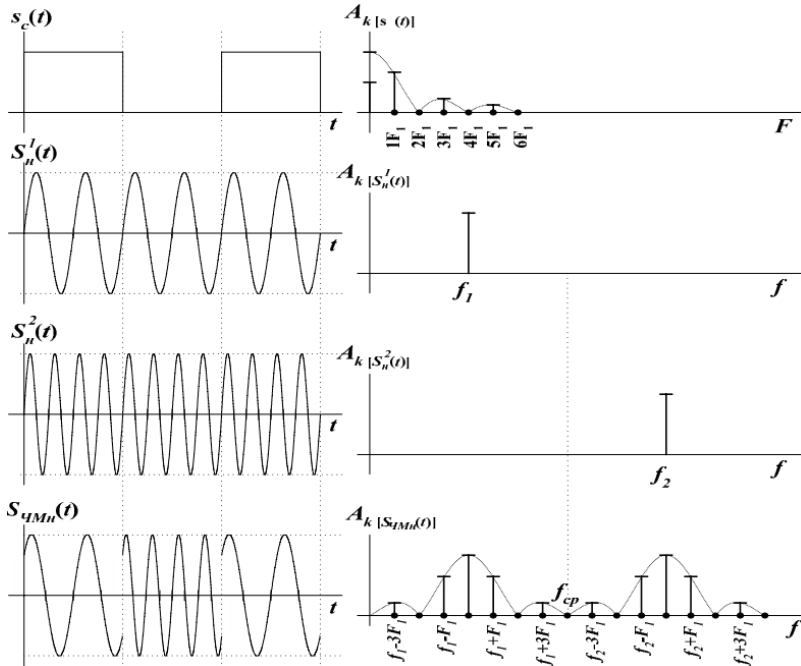 s_c(t)
t
A_k [s (t)]
1F_1
2F_1
3F_1
4F_1
5F_1
6F_1
F
S_н^1(t)
t
A_k [S_н^1(t)]
f_1
f
S_н^2(t)
t
A_k [S_н^2(t)]
f_2
f
S_ЧМн(t)
t
A_k [S_ЧМн(t)]
f_ср
f_1-3F_1
f_1-F_1
f_1+F_1
f_1+3F_1
f_2-3F_1
f_2-F_1
f_2+F_1
f_2+3F_1
f